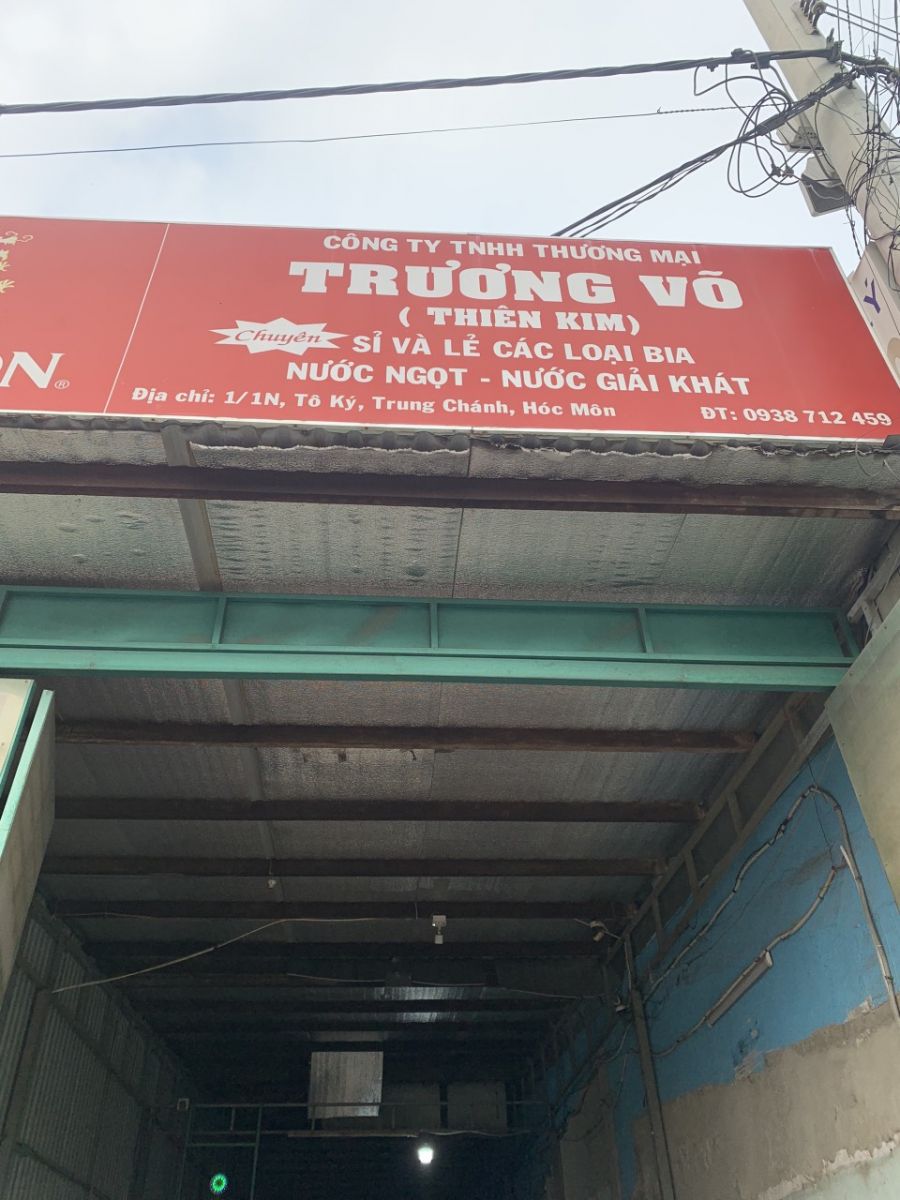 CÔNG TY TNHH THƯƠNG MẠI
TRƯƠNG VÕ
( THIÊN KIM)
Chuyên SỈ VÀ LẺ CÁC LOẠI BIA
NƯỚC NGỌT - NƯỚC GIẢI KHÁT
Địa chỉ: 1/1N, Tô Ký, Trung Chánh, Hóc Môn
ĐT: 0938 712 459
ON®